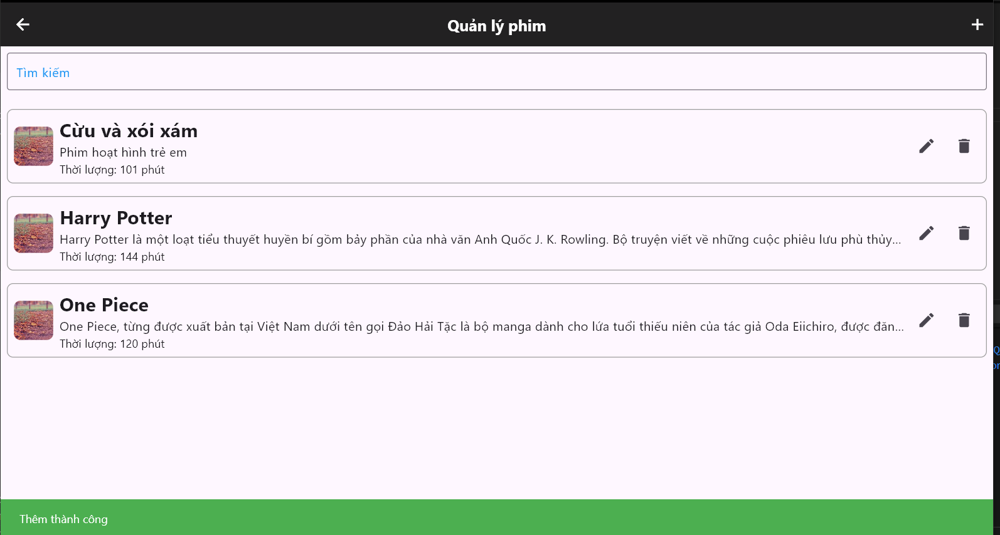 Quản lý phim
Tìm kiếm
Cừu và xói xám
Phim hoạt hình trẻ em
Thời lượng: 101 phút
Harry Potter
Harry Potter là một loạt tiểu thuyết huyền bí gồm bảy phần của nhà văn Anh Quốc J. K. Rowling. Bộ truyện viết về những cuộc phiêu lưu phù thủy...
Thời lượng: 144 phút
One Piece
One Piece, từng được xuất bản tại Việt Nam dưới tên gọi Đảo Hải Tặc là bộ manga dành cho lứa tuổi thiếu niên của tác giả Oda Eiichiro, được đăn...
Thời lượng: 120 phút
Thêm thành công